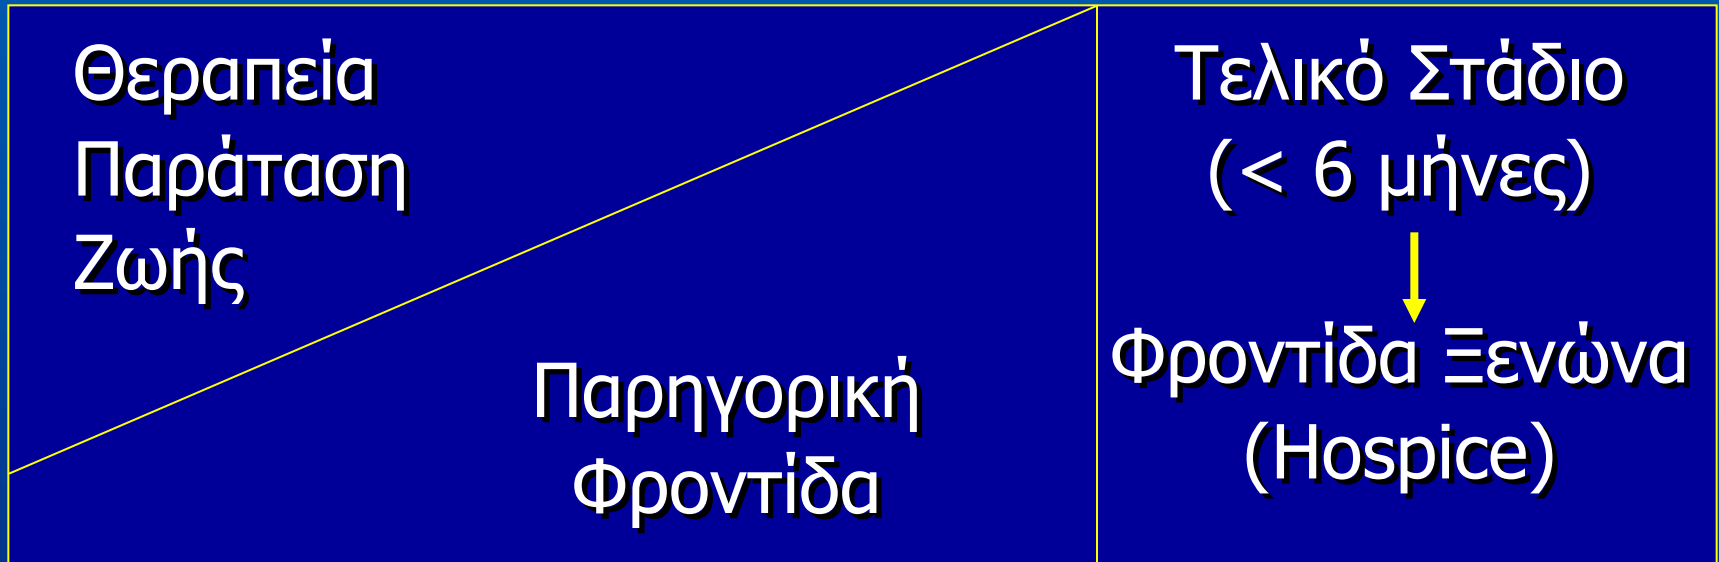 Θεραπεία
Παράταση
Ζωής
Παρηγορική
Φροντίδα
Τελικό Στάδιο
(< 6 μήνες)
Φροντίδα Ξενώνα
(Hospice)